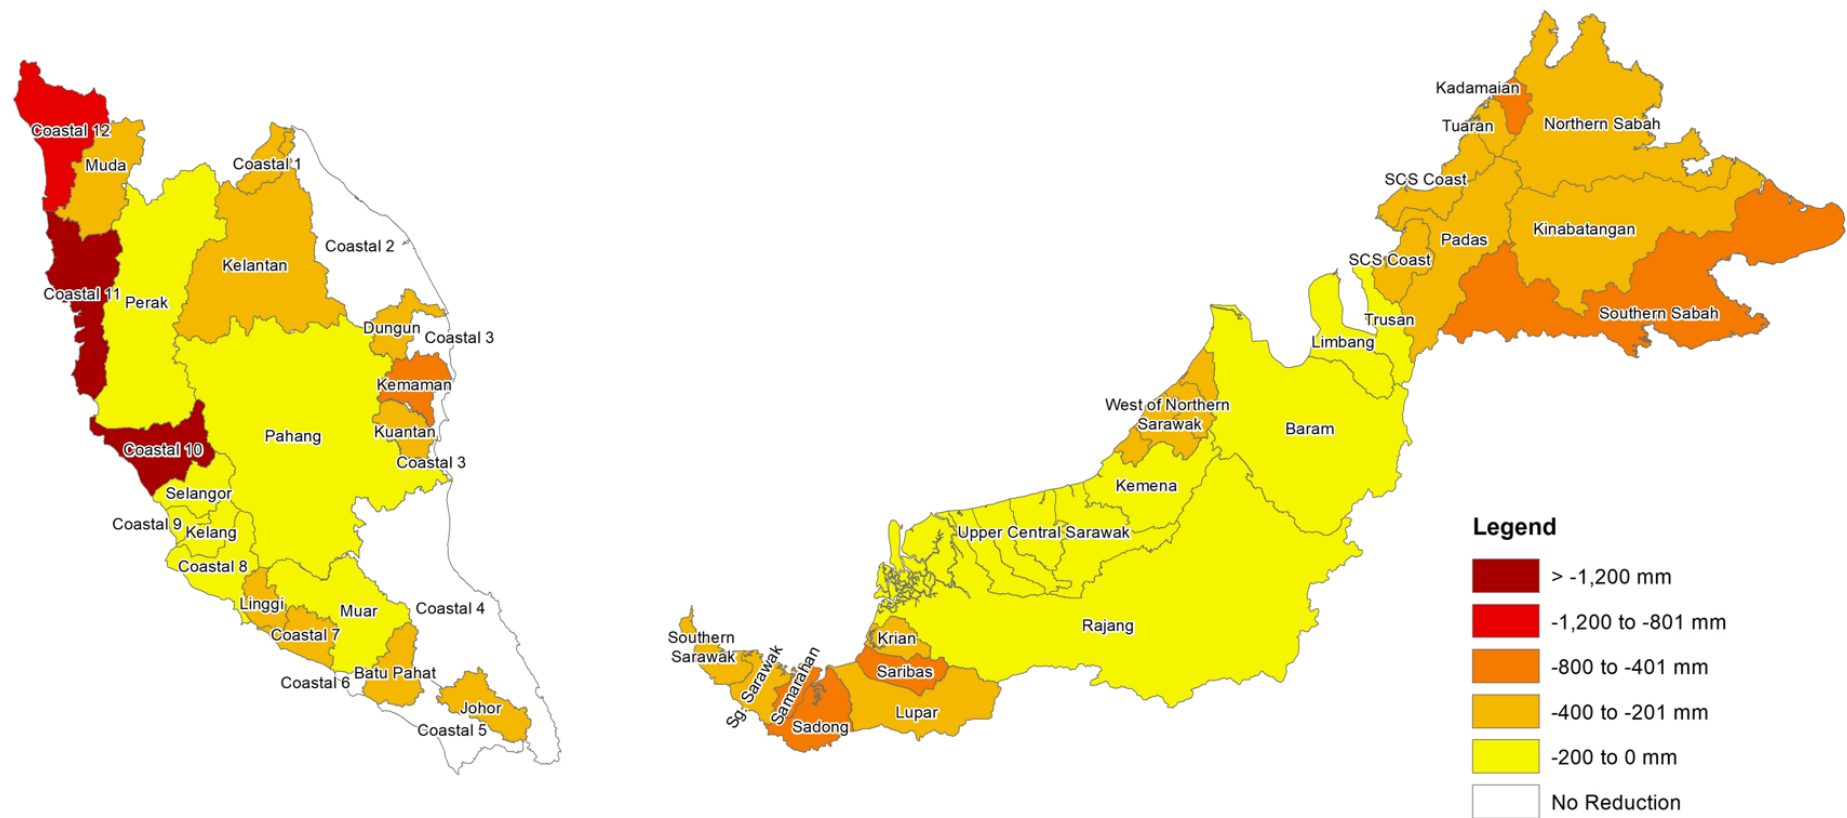 Coastal 12
Muda
Coastal 1
Coastal 2
Kelantan
Coastal 11
Perak
Dungun
Coastal 3
Kemaman
Kuantan
Pahang
Coastal 10
Coastal 3
Selangor
Coastal 9
Kelang
Coastal 8
Linggi
Muar
Coastal 4
Coastal 7
Batu Pahat
Coastal 6
Johor
Coastal 5
Kadamaian
Tuaran
Northern Sabah
SCS Coast
Kinabatangan
Padas
SCS Coast
Southern Sabah
Trusan
Limbang
West of Northern
Sarawak
Baram
Kemena
Upper Central Sarawak
Rajang
Krian
Southern
Sarawak
Saribas
Sg. Sarawak
Samarahan
Sadong
Lupar
Legend
> -1,200 mm
-1,200 to -801 mm
-800 to -401 mm
-400 to -201 mm
-200 to 0 mm
No Reduction